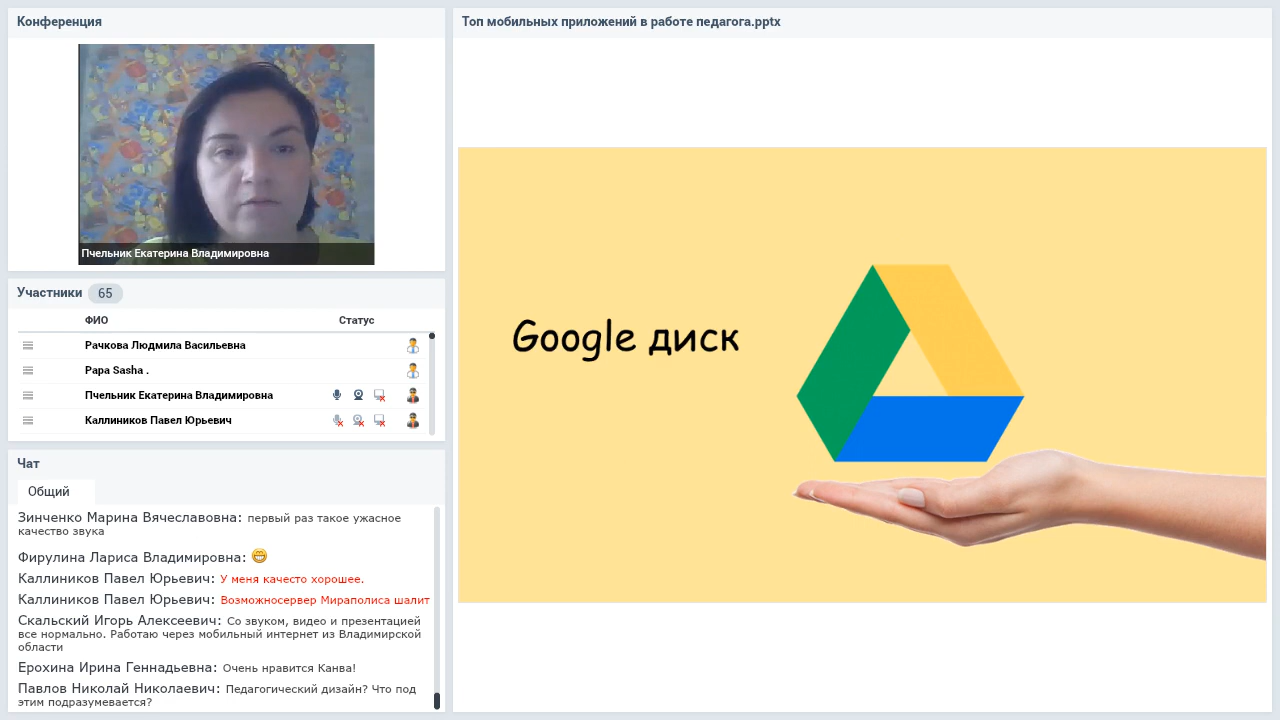 Конференция
Пчельник Екатерина Владимировна
Участники 65
ФИО Статус
Рачкова Людмила Васильевна
Papa Sasha .
Пчельник Екатерина Владимировна
Каллиников Павел Юрьевич
Чат
Общий
Зинченко Марина Вячеславовна: первый раз такое ужасное
качество звука
Фирулина Лариса Владимировна:
Каллиников Павел Юрьевич: У меня качесто хорошее.
Каллиников Павел Юрьевич: Возможносервер Мираполиса шалит
Скальский Игорь Алексеевич: Со звуком, видео и презентацией
все нормально. Работаю через мобильный интернет из Владимирской
области
Ерохина Ирина Геннадьевна: Очень нравится Канва!
Павлов Николай Николаевич: Педагогический дизайн? Что под
этим подразумевается?
Топ мобильных приложений в работе педагога.pptx
Google диск